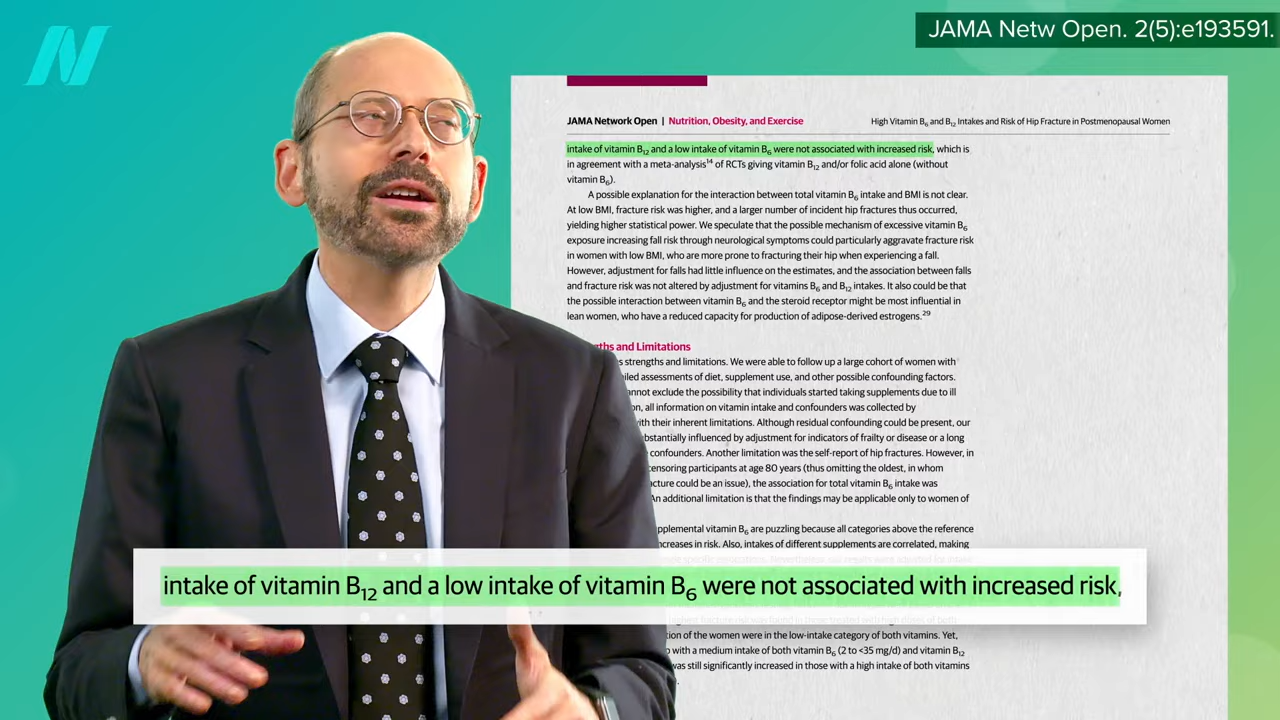 JAMA Netw Open. 2(5):e193591.
JAMA Network Open | Nutrition, Obesity, and Exercise
High Vitamin B6 and B12 Intakes and Risk of Hip Fracture in Postmenopausal Women
intake of vitamin B12 and a low intake of vitamin B6 were not associated with increased risk, which is
in agreement with a meta-analysis14 of RCTs giving vitamin B12 and/or folic acid alone (without
vitamin B6).
A possible explanation for the interaction between total vitamin B6 intake and BMI is not clear.
At low BMI, fracture risk was higher, and a larger number of incident hip fractures thus occurred,
yielding higher statistical power. We speculate that the possible mechanism of excessive vitamin B6
exposure increasing fall risk through neurological symptoms could particularly aggravate fracture risk
in women with low BMI, who are more prone to fracturing their hip when experiencing a fall.
However, adjustment for falls had little influence on the estimates, and the association between falls
and fracture risk was not altered by adjustment for vitamins B6 and B12 intakes. It also could be that
the possible interaction between vitamin B6 and the steroid receptor might be most influential in
lean women, who have a reduced capacity for production of adipose-derived estrogens.29
and Limitations
strengths and limitations. We were able to follow up a large cohort of women with
assessments of diet, supplement use, and other possible confounding factors.
exclude the possibility that individuals started taking supplements due to ill
all information on vitamin intake and confounders was collected by
their inherent limitations. Although residual confounding could be present, our
influenced by adjustment for indicators of frailty or disease or a long
confounders. Another limitation was the self-report of hip fractures. However, in
censoring participants at age 80 years (thus omitting the oldest, in whom
could be an issue), the association for total vitamin B6 intake was
An additional limitation is that the findings may be applicable only to women of
vitamin B6 are puzzling because all categories above the reference
in risk. Also, intakes of different supplements are correlated, making
intake of vitamin B12 and a low intake of vitamin B6 were not associated with increased risk,
of the women were in the low-intake category of both vitamins. Yet,
with a medium intake of both vitamin B6 (2 to <35 mg/d) and vitamin B12
was still significantly increased in those with a high intake of both vitamins